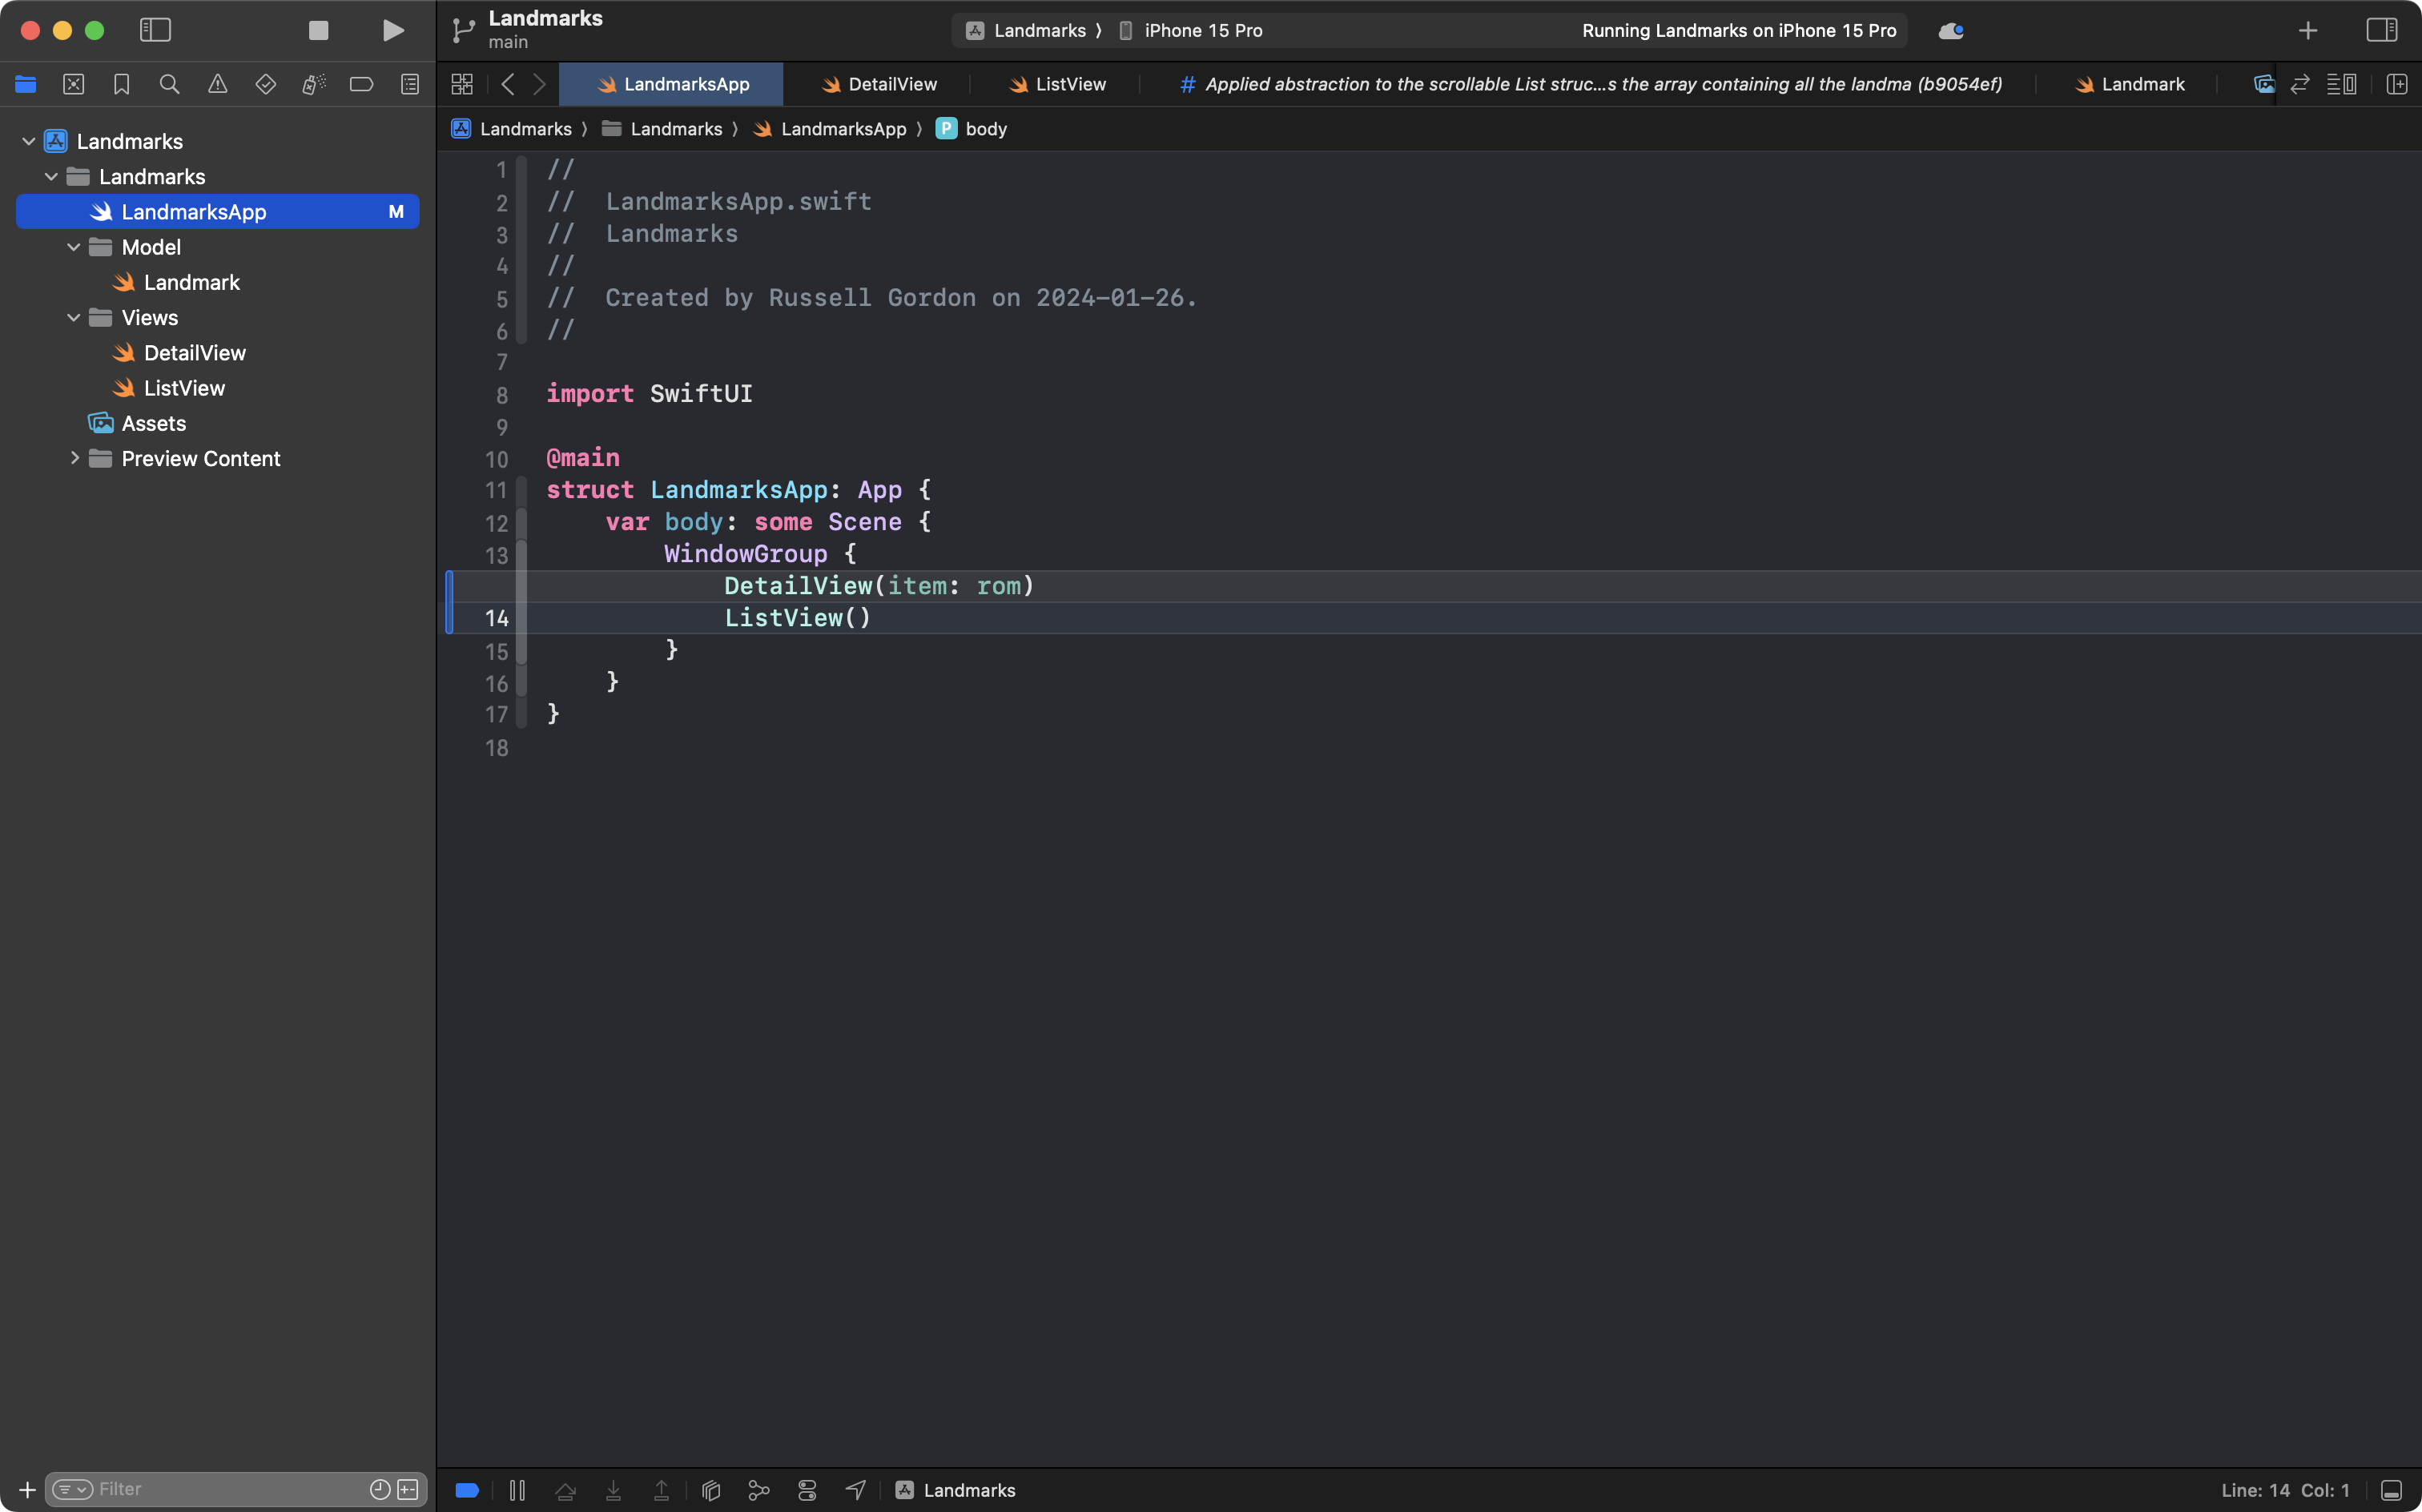 Landmarks
main
Landmarks ⟩ iPhone 15 Pro
Running Landmarks on iPhone 15 Pro
LandmarksApp
DetailView
ListView
# Applied abstraction to the scrollable List struc...s the array containing all the landma (b9054ef)
Landmark
Landmarks ⟩ Landmarks ⟩ LandmarksApp ⟩ P body
Landmarks
Landmarks
LandmarksApp M
Model
Landmark
Views
DetailView
ListView
Assets
Preview Content
1 //
2 //  LandmarksApp.swift
3 //  Landmarks
4 //
5 //  Created by Russell Gordon on 2024-01-26.
6 //
7
8 import SwiftUI
9
10 @main
11 struct LandmarksApp: App {
12     var body: some Scene {
13         WindowGroup {
            DetailView(item: rom)
14             ListView()
15         }
16     }
17 }
18
Filter
Landmarks
Line: 14 Col: 1